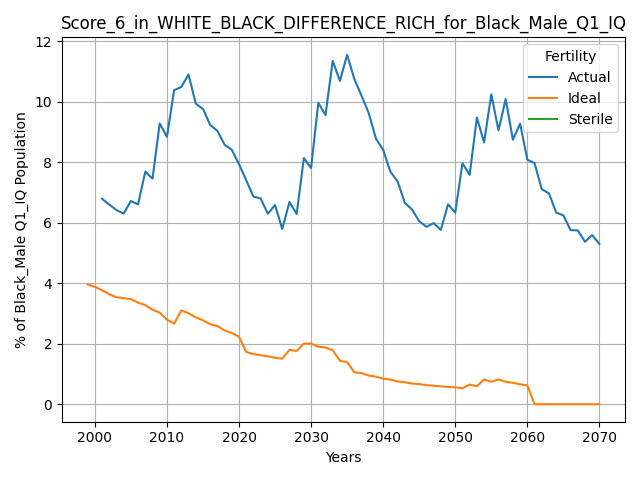 Score_6_in_WHITE_BLACK_DIFFERENCE_RICH_for_Black_Male_Q1_IQ
% of Black_Male Q1_IQ Population
12
10
8
6
4
2
0
Fertility
Actual
Ideal
Sterile
2000 2010 2020 2030 2040 2050 2060 2070
Years